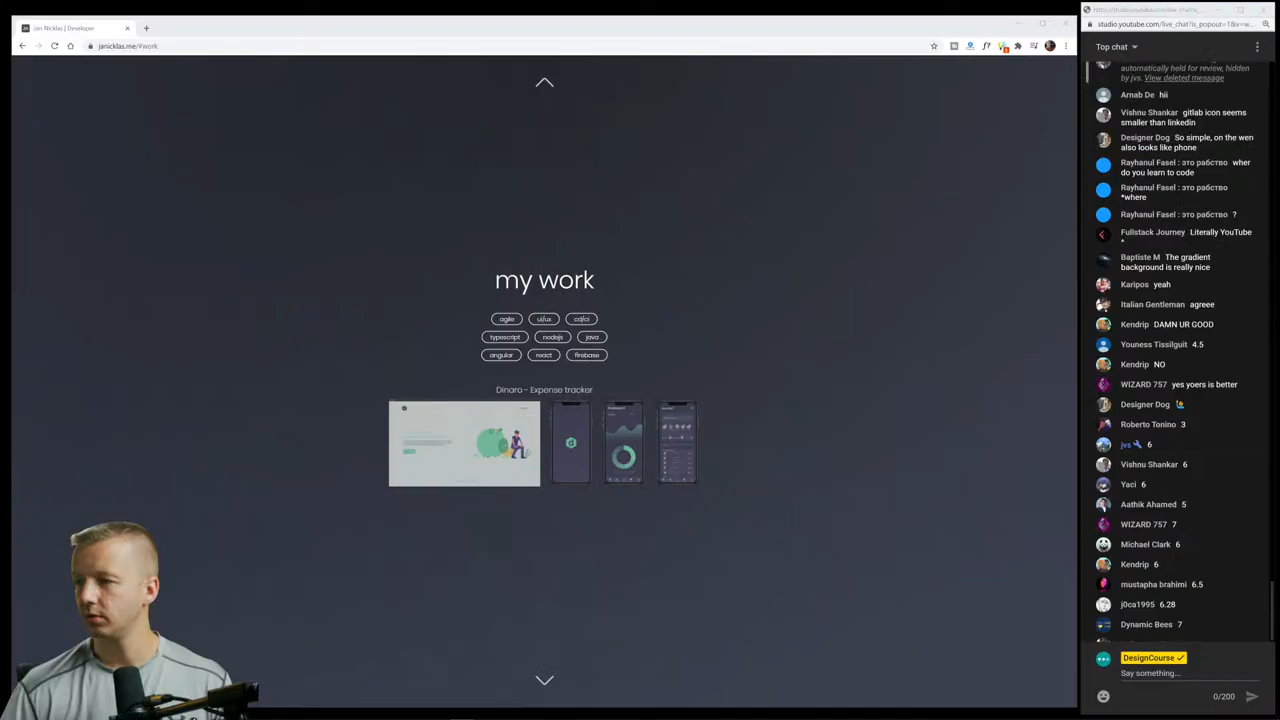 Jan Nicklas | Developer
janicklas.me/#work
my work
agile
ui/ux
cd/ci
typescript
nodejs
java
angular
react
firebase
Dinaro - Expense tracker
studio.youtube.com/live_chat?is_popout=1&v=w...
Top chat
automatically held for review, hidden
by jvs. View deleted message
Arnab De hii
Vishnu Shankar gitlab icon seems
smaller than linkedin
Designer Dog So simple, on the wen
also looks like phone
Rayhanul Fasel : это рабство wher
do you learn to code
Rayhanul Fasel : это рабство
*where
Rayhanul Fasel : это рабство ?
Fullstack Journey Literally YouTube
^
Baptiste M The gradient
background is really nice
Karipos yeah
Italian Gentleman agreee
Kendrip DAMN UR GOOD
Youness Tissilguit 4.5
Kendrip NO
WIZARD 757 yes yoers is better
Designer Dog
Roberto Tonino 3
jvs 6
Vishnu Shankar 6
Yaci 6
Aathik Ahamed 5
WIZARD 757 7
Michael Clark 6
Kendrip 6
mustapha brahimi 6.5
j0ca1995 6.28
Dynamic Bees 7
DesignCourse
Say something...
0/200